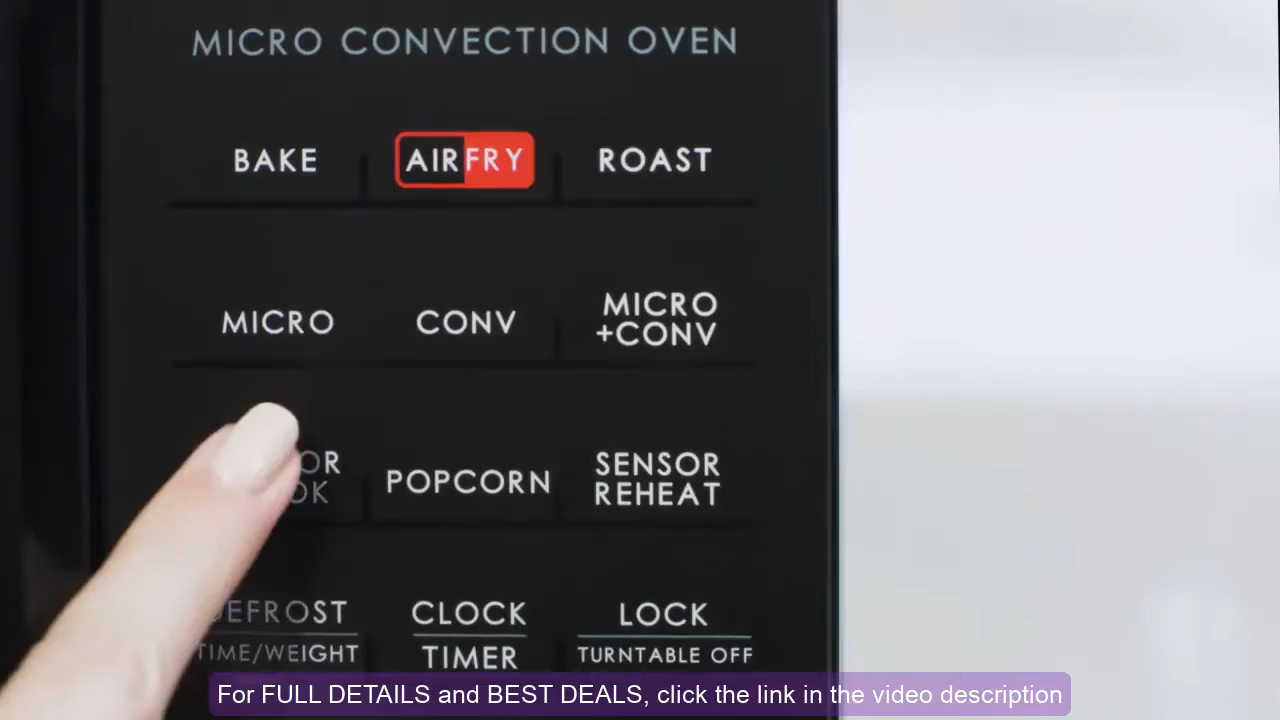 MICRO CONVECTION OVEN
BAKE
AIRFRY
ROAST
MICRO
CONV
MICRO
+CONV
POPCORN
SENSOR
REHEAT
TIME/WEIGHT
CLOCK
TIMER
LOCK
TURNTABLE OFF
For FULL DETAILS and BEST DEALS, click the link in the video description